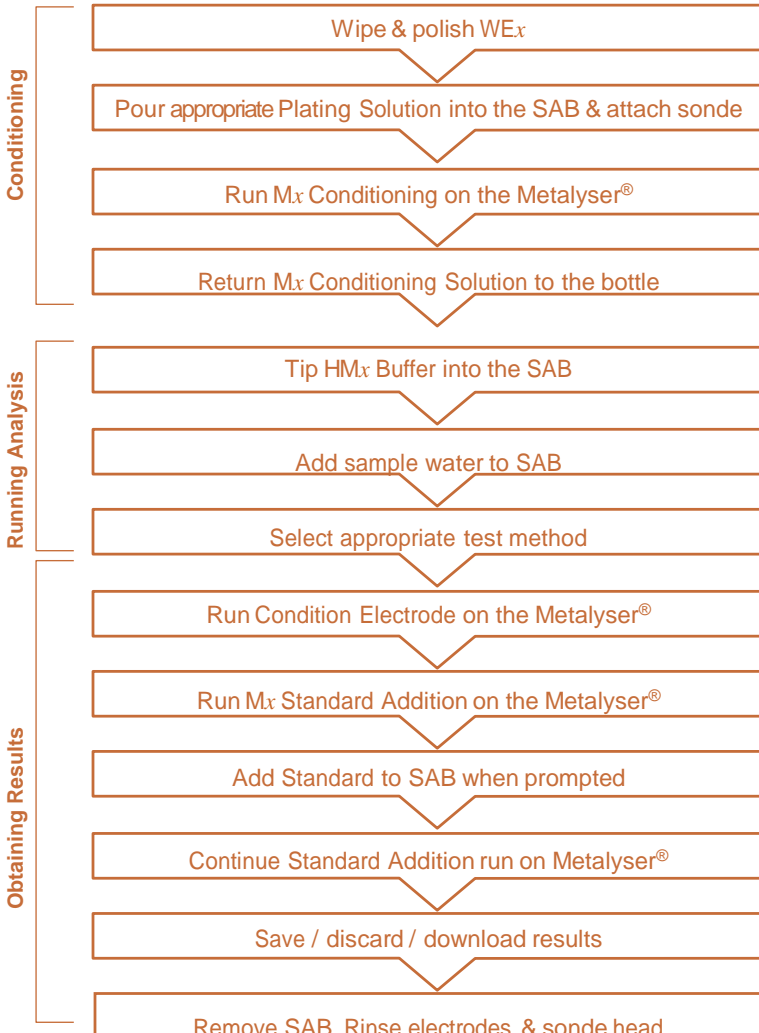 Conditioning
Wipe & polish WEx
Pour appropriate Plating Solution into the SAB & attach sonde
Run Mx Conditioning on the Metalyser®
Return Mx Conditioning Solution to the bottle
Running Analysis
Tip HMx Buffer into the SAB
Add sample water to SAB
Select appropriate test method
Obtaining Results
Run Condition Electrode on the Metalyser®
Run Mx Standard Addition on the Metalyser®
Add Standard to SAB when prompted
Continue Standard Addition run on Metalyser®
Save / discard / download results
Remove SAB, Rinse electrodes, & sonde head